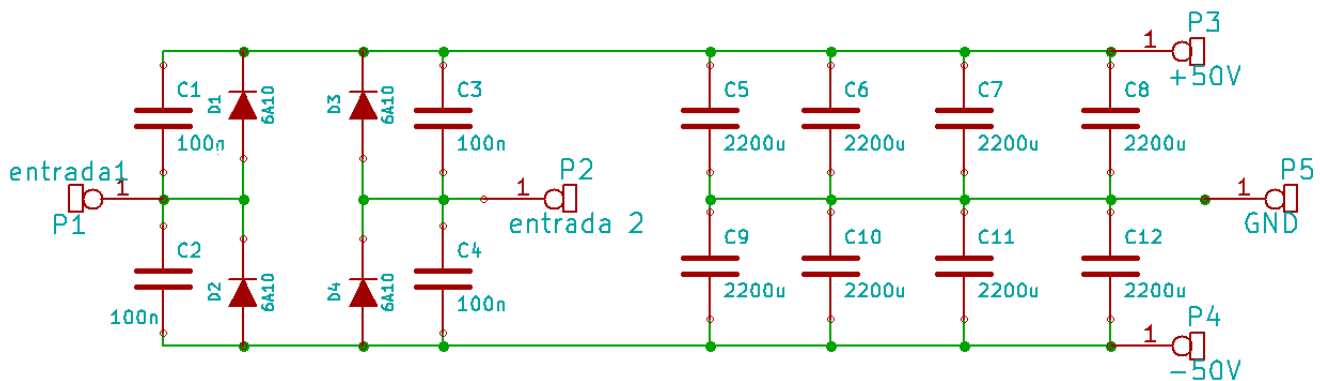 P3
1
+50V
C1
100n
D1
6A10
D3
6A10
C3
100n
C5
2200u
C6
2200u
C7
2200u
C8
2200u
entrada1
1
P1
P2
1
entrada 2
P5
1
GND
C2
100n
D2
6A10
D4
6A10
C4
100n
C9
2200u
C10
2200u
C11
2200u
C12
2200u
P4
1
-50V